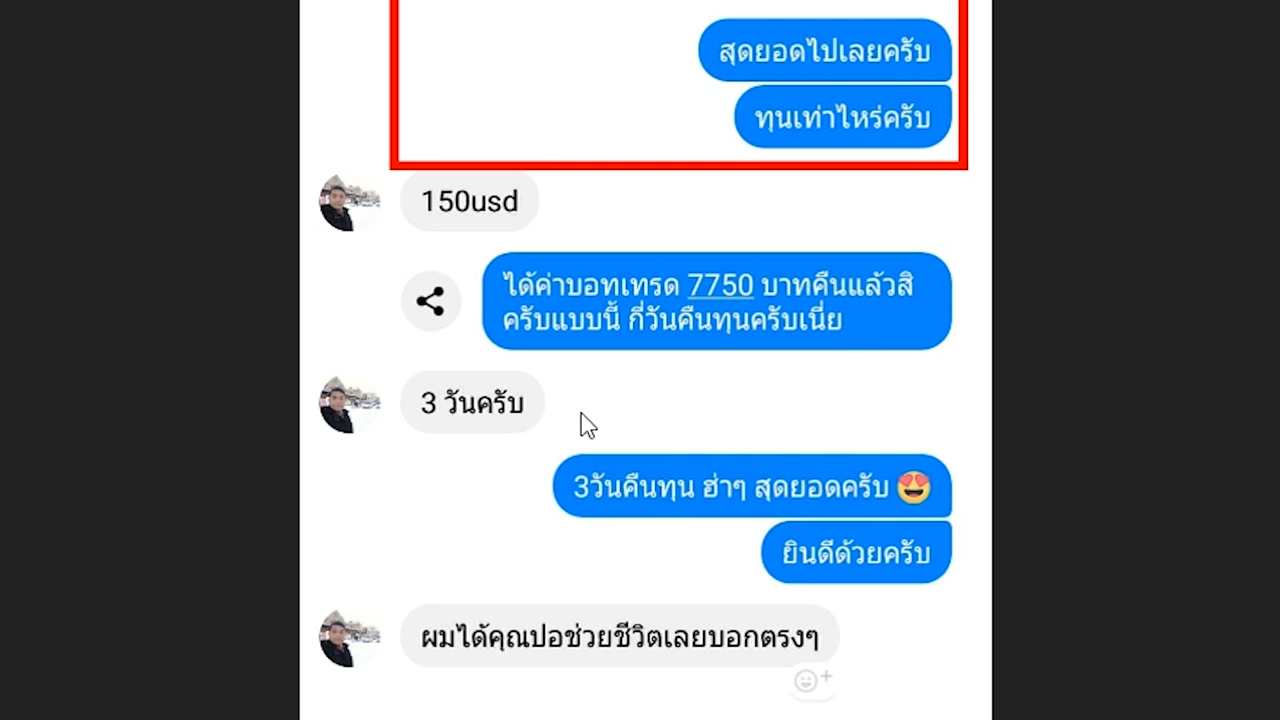 สุดยอดไปเลยครับ
ทุนเท่าไหร่ครับ
150usd
ได้ค่าบอทเทรด 7750 บาทคืนแล้วสิ
ครับแบบนี้ กี่วันคืนทุนครับเนี่ย
3 วันครับ
3วันคืนทุน ฮ่าๆ สุดยอดครับ 😍
ยินดีด้วยครับ
ผมได้คุณปอช่วยชีวิตเลยบอกตรงๆ